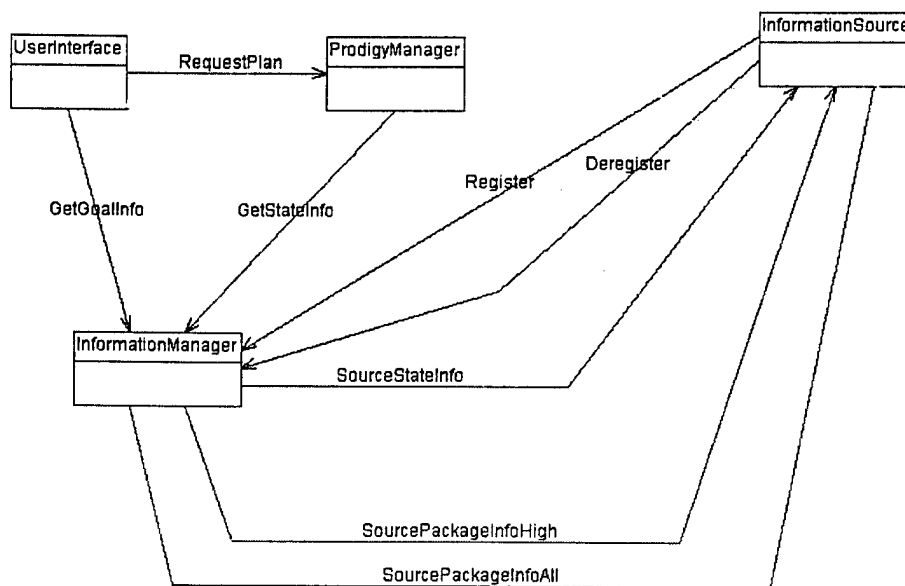 UserInterface
ProdigyManager
InformationSource
RequestPlan
Register
Deregister
GetGoalInfo
GetStateInfo
InformationManager
SourceStateInfo
SourcePackageInfoHigh
SourcePackageInfoAll